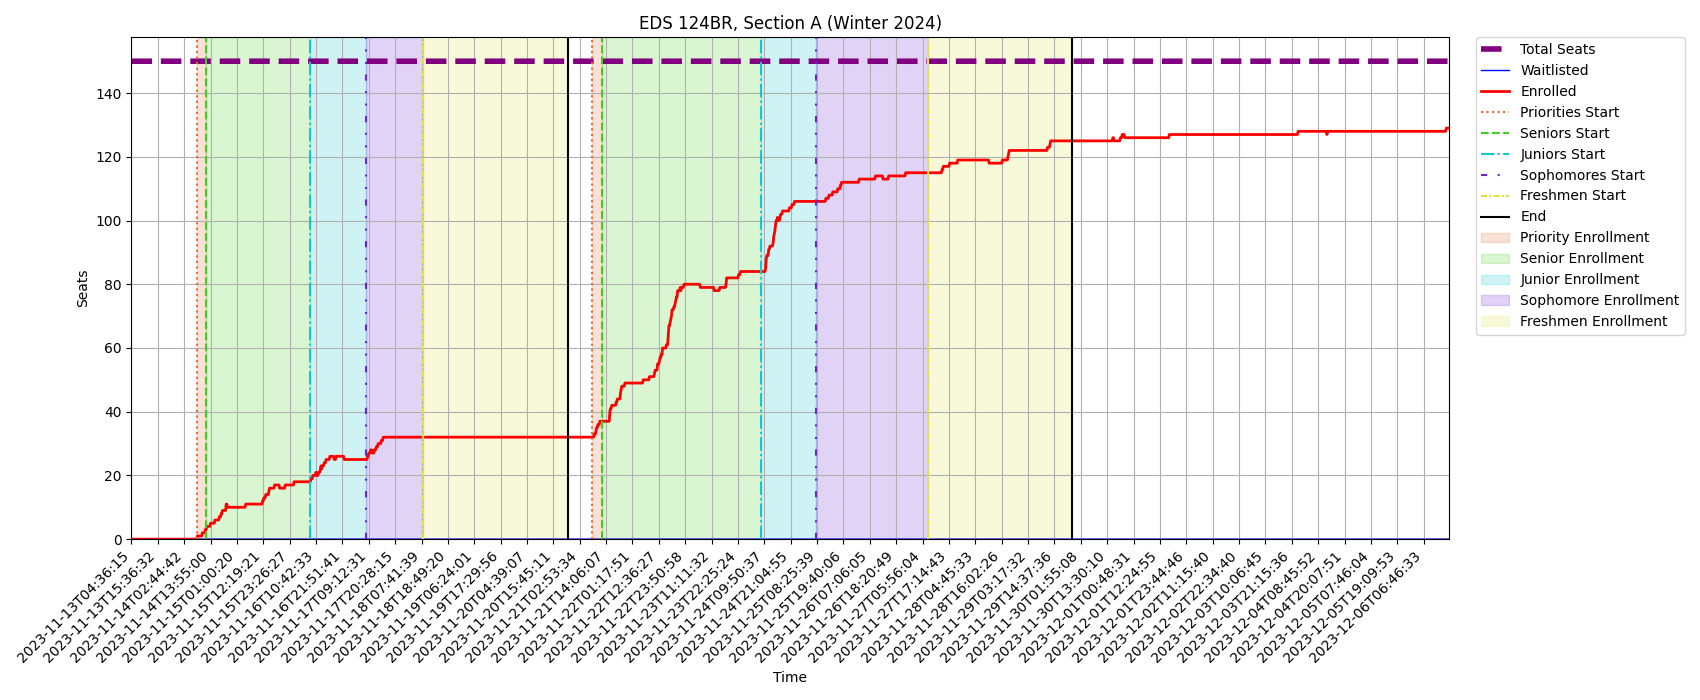 EDS 124BR, Section A (Winter 2024)
Seats
140
120
100
80
60
40
20
0
2023-11-13T04:36:15
2023-11-13T15:36:32
2023-11-14T02:44:42
2023-11-14T13:55:00
2023-11-15T01:00:20
2023-11-15T12:19:21
2023-11-15T23:26:27
2023-11-16T10:42:33
2023-11-16T21:51:41
2023-11-17T09:12:31
2023-11-17T20:28:15
2023-11-18T07:41:39
2023-11-18T18:49:20
2023-11-19T06:24:01
2023-11-19T17:29:56
2023-11-20T04:39:07
2023-11-20T15:45:11
2023-11-21T02:53:34
2023-11-21T14:06:07
2023-11-22T01:17:51
2023-11-22T12:36:27
2023-11-22T23:50:58
2023-11-23T11:11:32
2023-11-23T22:25:24
2023-11-24T09:50:37
2023-11-24T21:04:55
2023-11-25T08:25:39
2023-11-25T19:40:06
2023-11-26T07:06:05
2023-11-26T18:20:49
2023-11-27T05:56:04
2023-11-27T17:14:43
2023-11-28T04:45:33
2023-11-28T16:02:26
2023-11-29T03:17:32
2023-11-29T14:37:36
2023-11-30T01:55:08
2023-11-30T13:30:10
2023-12-01T00:48:31
2023-12-01T12:24:55
2023-12-01T23:44:46
2023-12-02T11:15:40
2023-12-02T22:34:40
2023-12-03T10:06:45
2023-12-03T21:15:36
2023-12-04T08:45:52
2023-12-04T20:07:51
2023-12-05T07:46:04
2023-12-05T19:09:53
2023-12-06T06:46:33
Time
Total Seats
Waitlisted
Enrolled
Priorities Start
Seniors Start
Juniors Start
Sophomores Start
Freshmen Start
End
Priority Enrollment
Senior Enrollment
Junior Enrollment
Sophomore Enrollment
Freshmen Enrollment